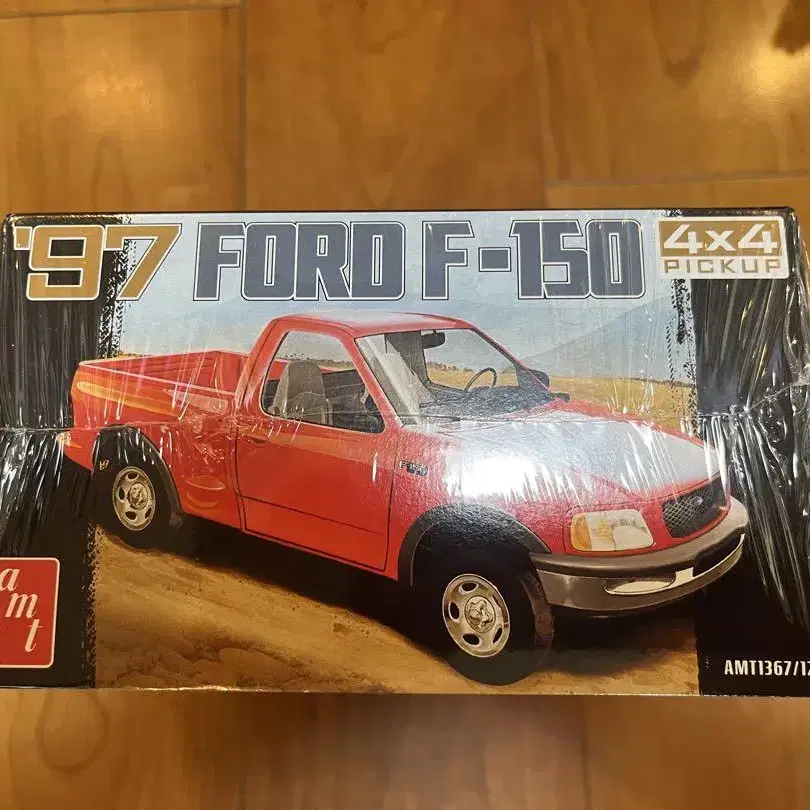 '97 FORD F-150
4x4
PICKUP
amt
AMT1367/12